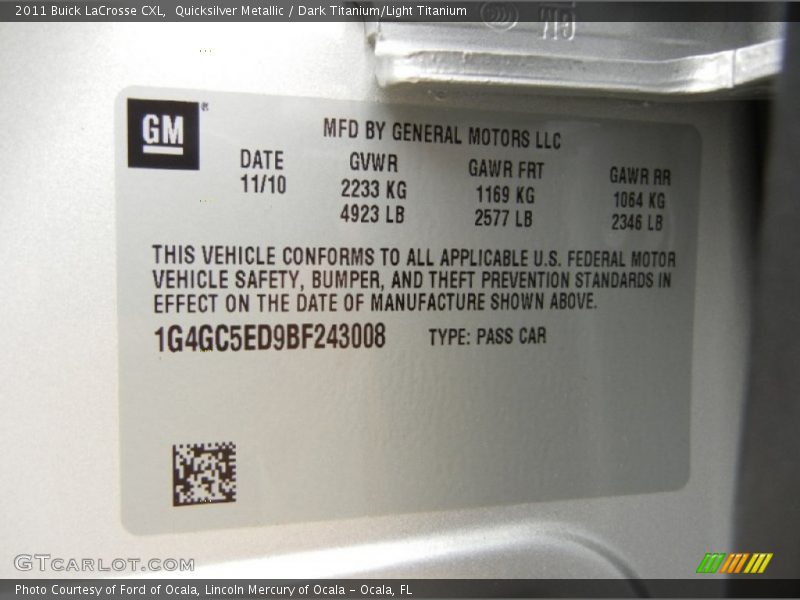 2011 Buick LaCrosse CXL,  Quicksilver Metallic / Dark Titanium/Light Titanium
GM
MFD BY GENERAL MOTORS LLC
DATE GVWR GAWR FRT GAWR RR
11/10 2233 KG 1169 KG 1064 KG
4923 LB 2577 LB 2346 LB
THIS VEHICLE CONFORMS TO ALL APPLICABLE U.S. FEDERAL MOTOR
VEHICLE SAFETY, BUMPER, AND THEFT PREVENTION STANDARDS IN
EFFECT ON THE DATE OF MANUFACTURE SHOWN ABOVE.
1G4GC5ED9BF243008 TYPE: PASS CAR
GTcarlot.com
Photo Courtesy of Ford of Ocala, Lincoln Mercury of Ocala – Ocala, FL